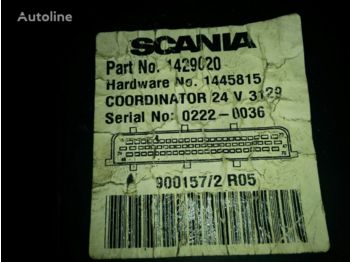 Autoline
SCANIA
Part No. 1429020
Hardware No. 1445815
COORDINATOR 24 V 3129
Serial No: 0222-0036
900157/2 R05